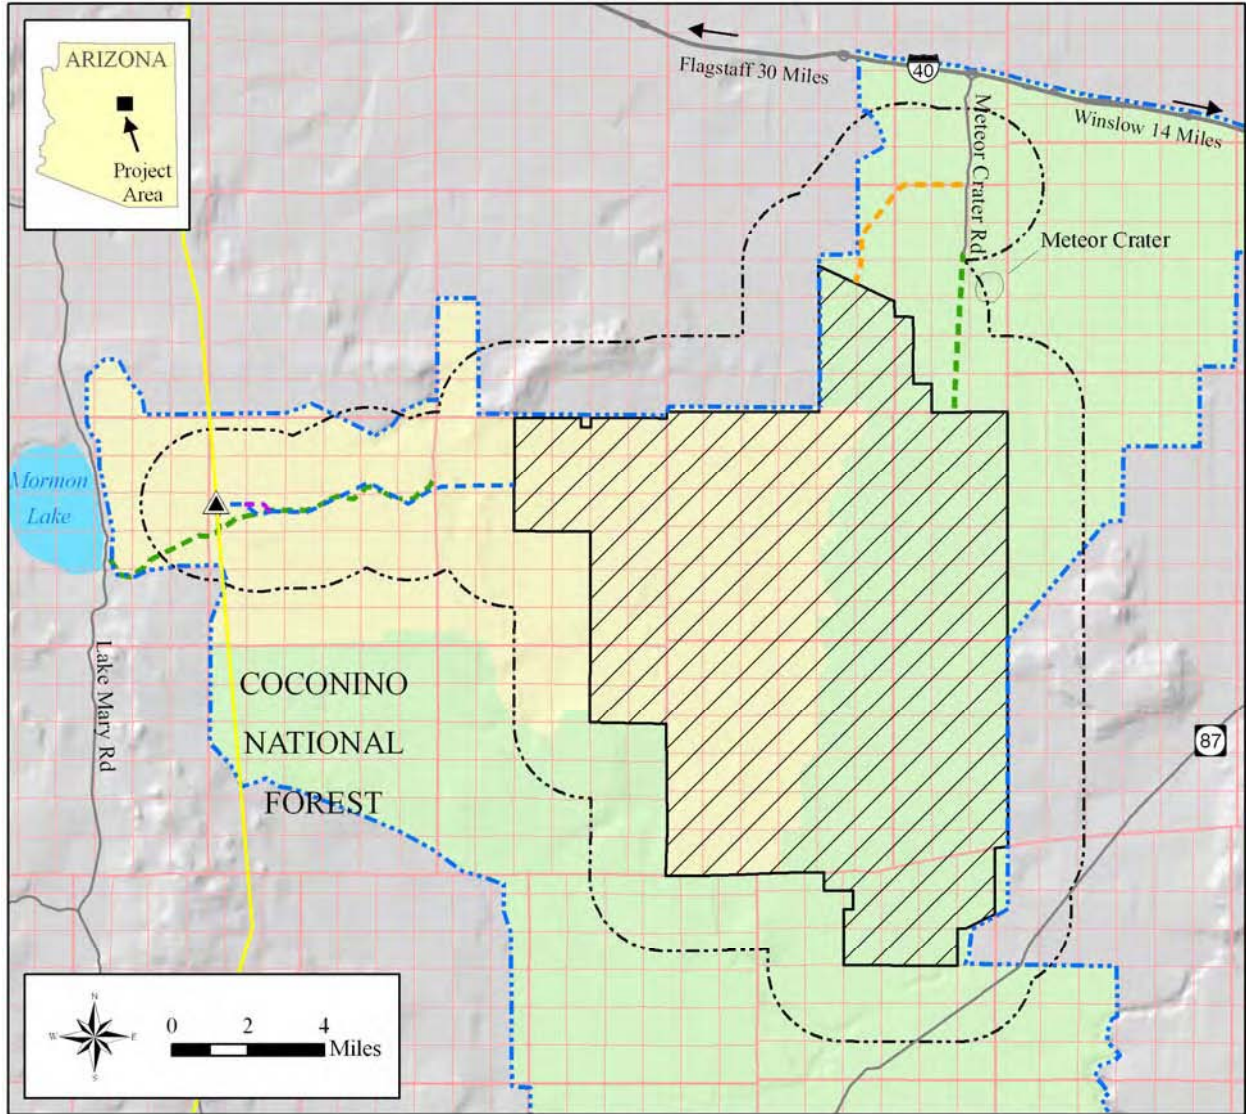 ARIZONA
Project
Area
Flagstaff 30 Miles
40
Winslow 14 Miles
Meteor Crater Rd
Meteor Crater
Mormon
Lake
Lake Mary Rd
COCONINO
NATIONAL
FOREST
87
N
W
E
S
0 2 4
Miles